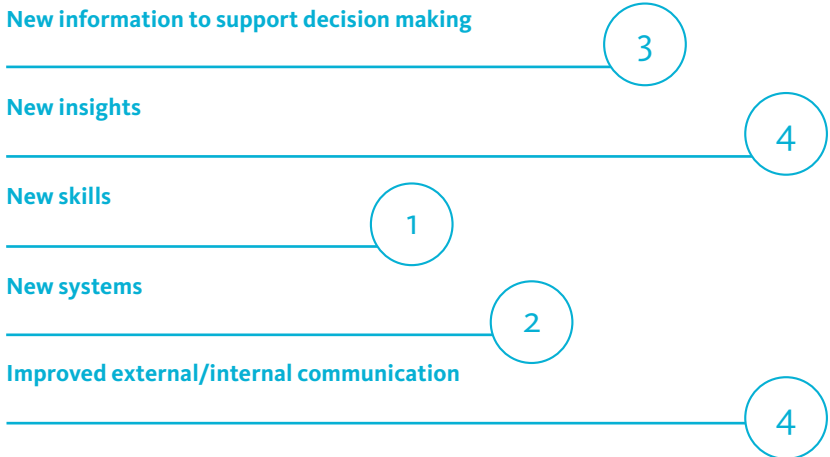 New information to support decision making
3
New insights
4
New skills
1
New systems
2
Improved external/internal communication
4